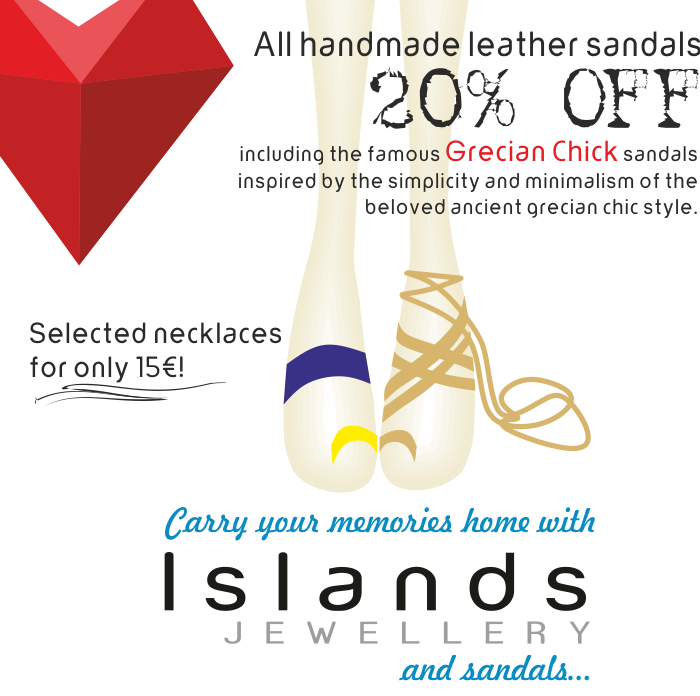 All handmade leather sandals
20% OFF
including the famous Grecian Chick sandals
inspired by the simplicity and minimalism of the
beloved ancient grecian chic style.
Selected necklaces
for only 15€!
Carry your memories home with
Islands
JEWELLERY
and sandals...